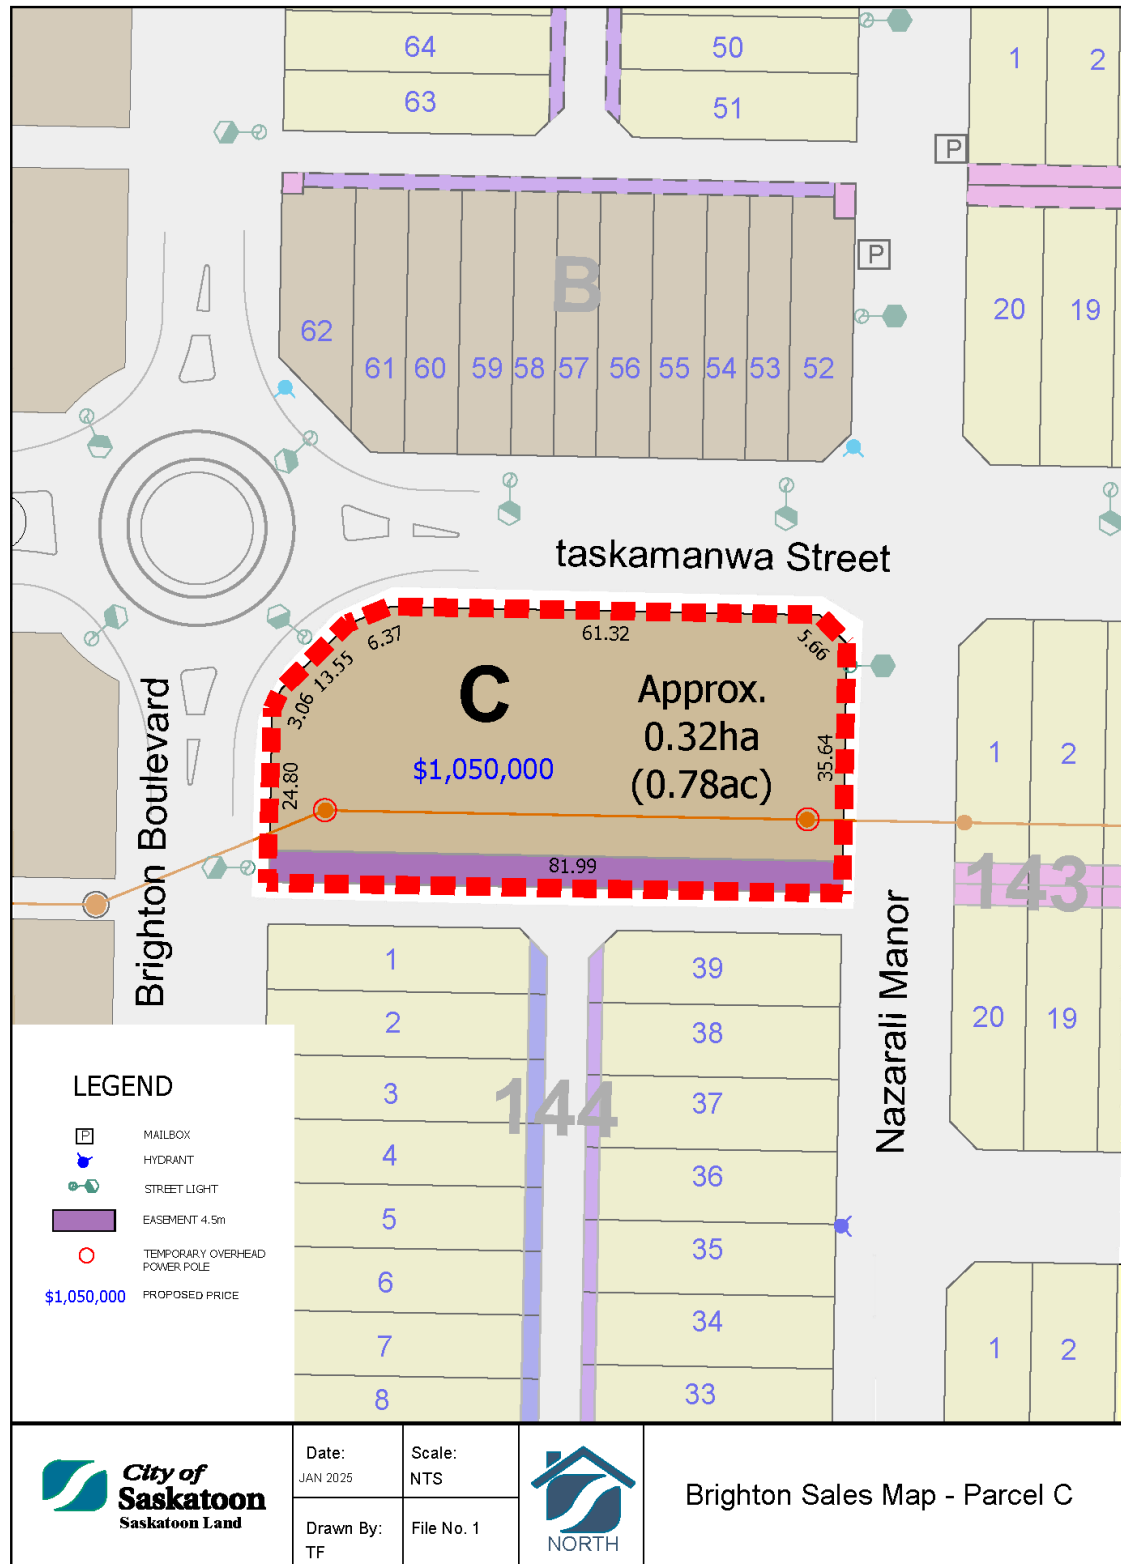 64
50
1
2
63
51
P
P
B
20
19
62
61
60
59
58
57
56
55
54
53
52
taskamanwa Street
6.37
61.32
5.66
13.55
3.06
C
Approx.
0.32ha
(0.78ac)
$1,050,000
24.80
35.64
81.99
Brighton Boulevard
Nazarali Manor
1
2
143
20
19
1
39
2
38
3
37
144
4
36
5
35
6
34
7
33
8
1
2
LEGEND
P MAILBOX
HYDRANT
STREET LIGHT
EASEMENT 4.5m
TEMPORARY OVERHEAD
POWER POLE
$1,050,000 PROPOSED PRICE
City of
Saskatoon
Saskatoon Land
Date:
JAN 2025
Scale:
NTS
Drawn By:
TF
File No. 1
NORTH
Brighton Sales Map - Parcel C